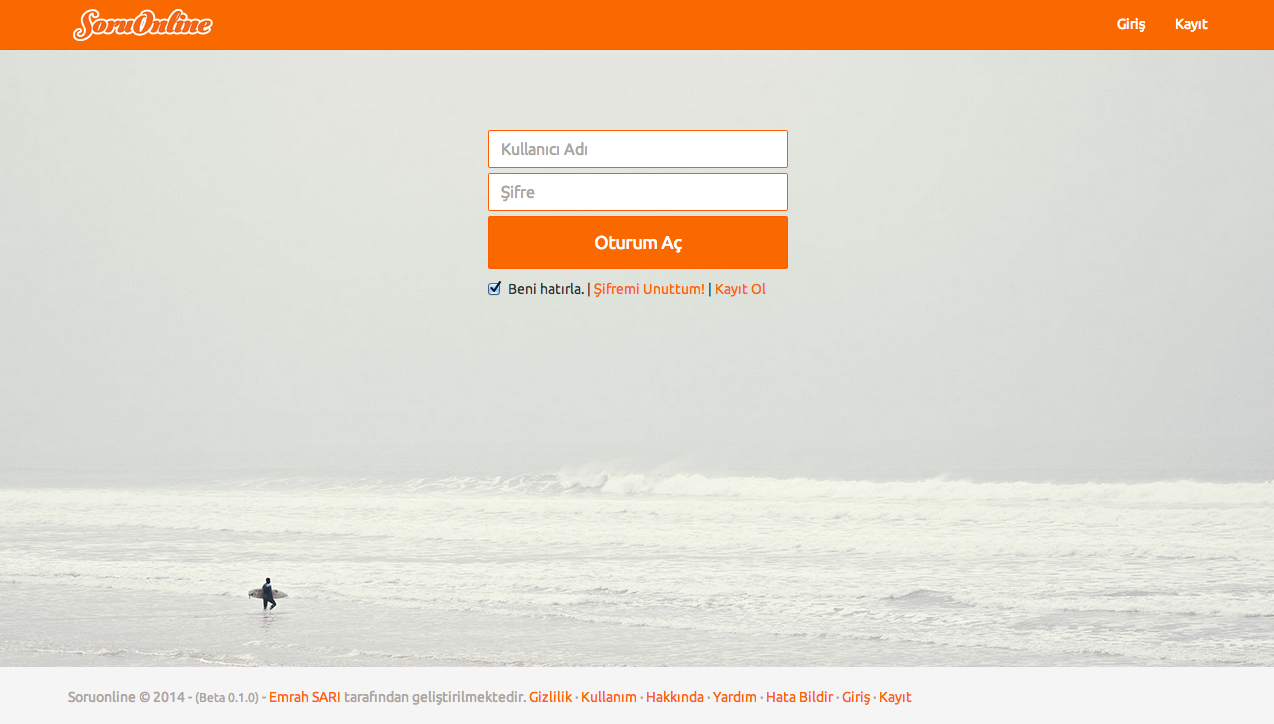 SoruOnline
Giriş Kayıt
Kullanıcı Adı
Şifre
Oturum Aç
Beni hatırla. | Şifremi Unuttum! | Kayıt Ol
Soruonline © 2014 - (Beta 0.1.0) - Emrah SARI tarafından geliştirilmektedir. Gizlilik · Kullanım · Hakkında · Yardım · Hata Bildir · Giriş · Kayıt